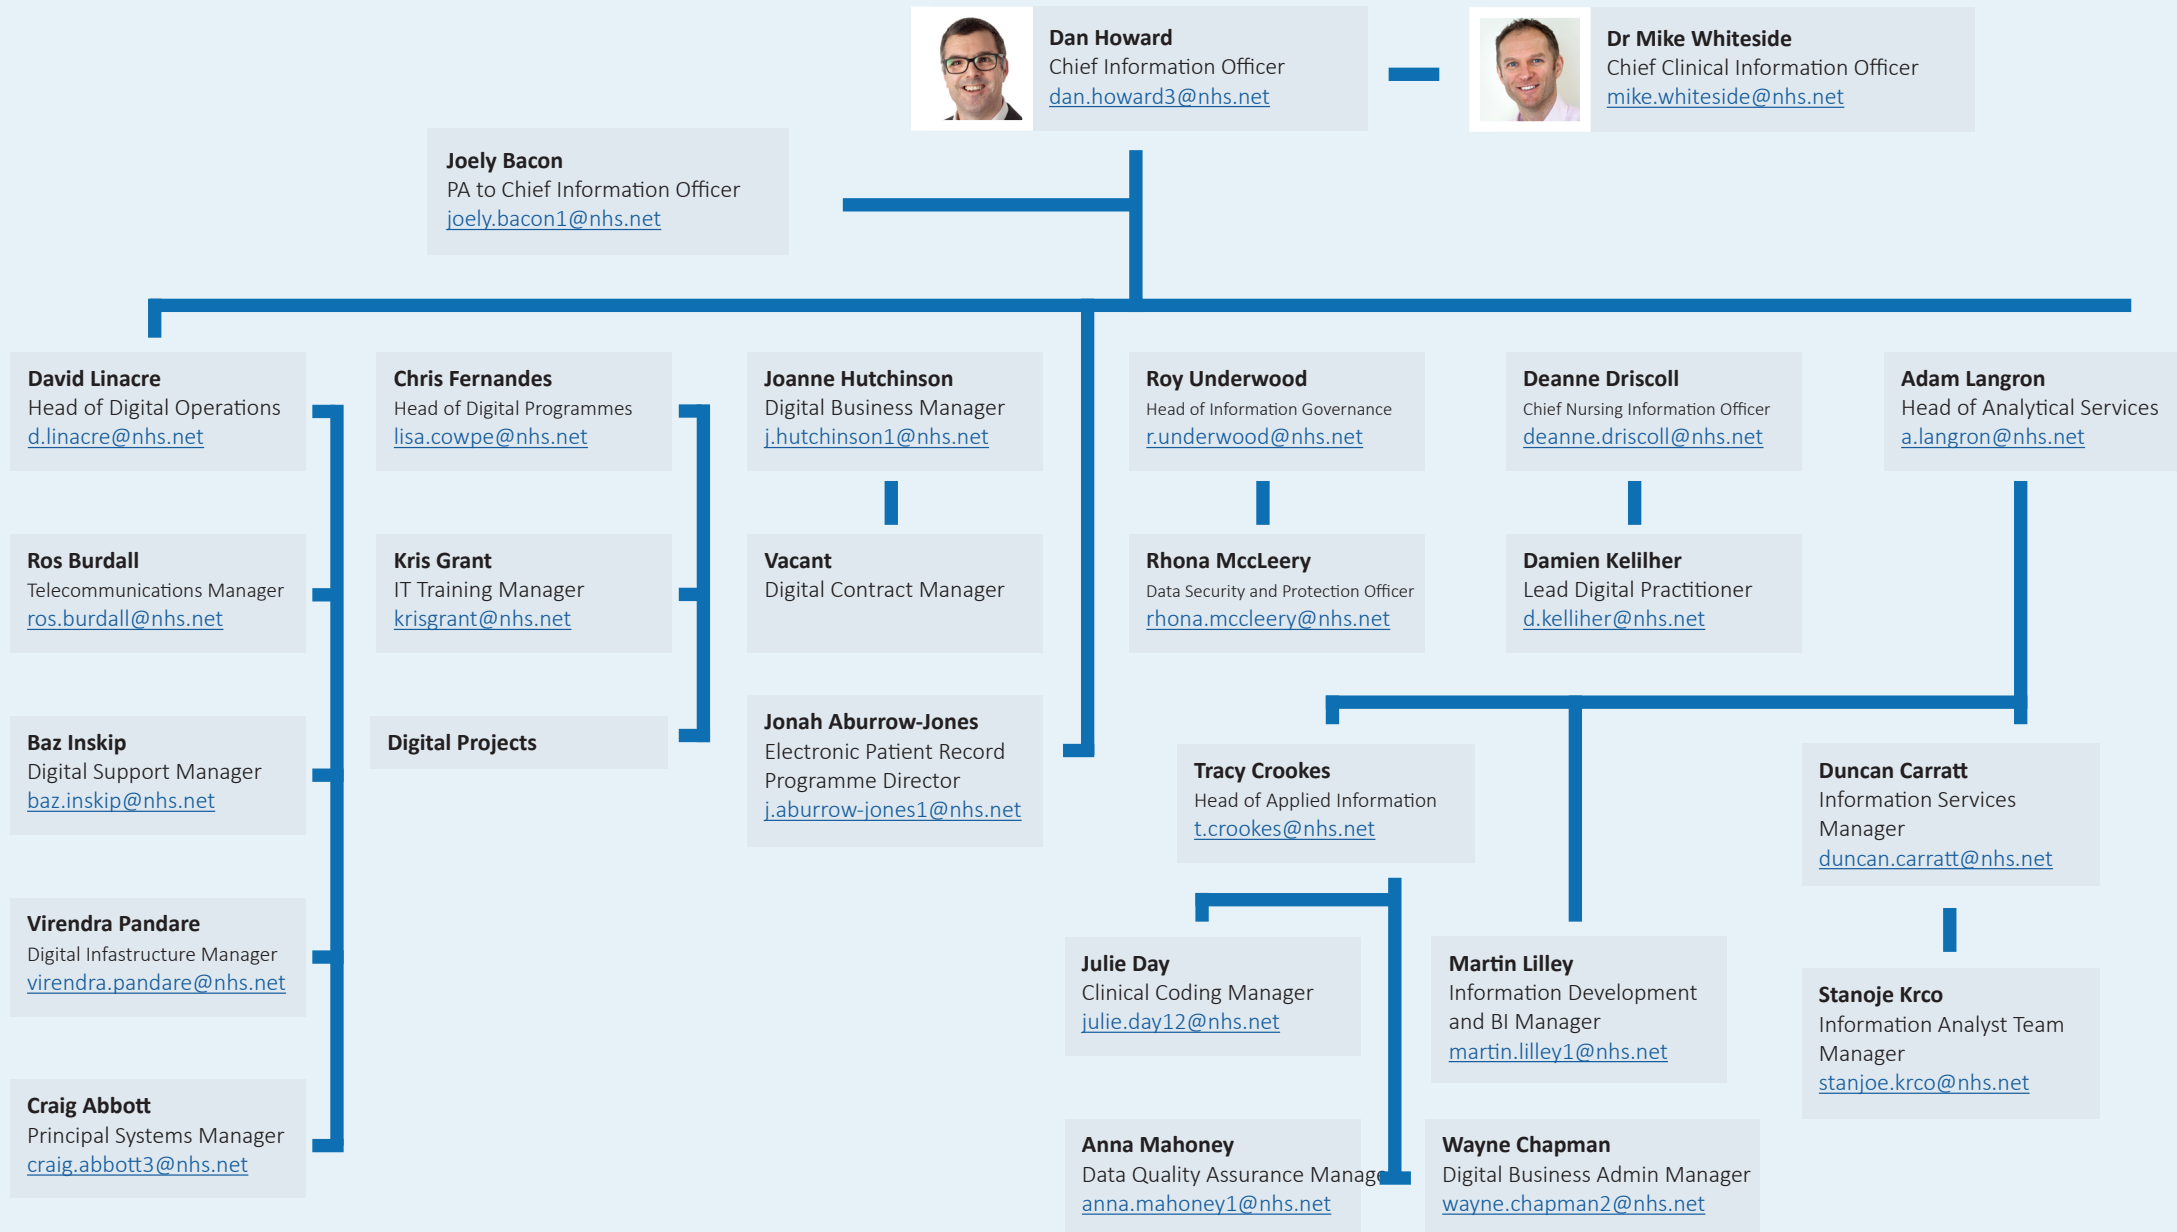 Dan Howard
Chief Information Officer
dan.howard3@nhs.net
Dr Mike Whiteside
Chief Clinical Information Officer
mike.whiteside@nhs.net
Joely Bacon
PA to Chief Information Officer
joely.bacon1@nhs.net
David Linacre
Head of Digital Operations
d.linacre@nhs.net
Chris Fernandes
Head of Digital Programmes
lisa.cowpe@nhs.net
Joanne Hutchinson
Digital Business Manager
j.hutchinson1@nhs.net
Roy Underwood
Head of Information Governance
r.underwood@nhs.net
Deanne Driscoll
Chief Nursing Information Officer
deanne.driscoll@nhs.net
Adam Langron
Head of Analytical Services
a.langron@nhs.net
Ros Burdall
Telecommunications Manager
ros.burdall@nhs.net
Kris Grant
IT Training Manager
krisgrant@nhs.net
Vacant
Digital Contract Manager
Rhona MccLeery
Data Security and Protection Officer
rhona.mccleery@nhs.net
Damien Kelilher
Lead Digital Practitioner
d.kelliher@nhs.net
Baz Inskip
Digital Support Manager
baz.inskip@nhs.net
Digital Projects
Jonah Aburrow-Jones
Electronic Patient Record
Programme Director
j.aburrow-jones1@nhs.net
Tracy Crookes
Head of Applied Information
t.crookes@nhs.net
Duncan Carratt
Information Services
Manager
duncan.carratt@nhs.net
Virendra Pandare
Digital Infastructure Manager
virendra.pandare@nhs.net
Julie Day
Clinical Coding Manager
julie.day12@nhs.net
Martin Lilley
Information Development
and BI Manager
martin.lilley1@nhs.net
Stanoje Krco
Information Analyst Team
Manager
stanjoe.krco@nhs.net
Craig Abbott
Principal Systems Manager
craig.abbott3@nhs.net
Anna Mahoney
Data Quality Assurance Manager
anna.mahoney1@nhs.net
Wayne Chapman
Digital Business Admin Manager
wayne.chapman2@nhs.net